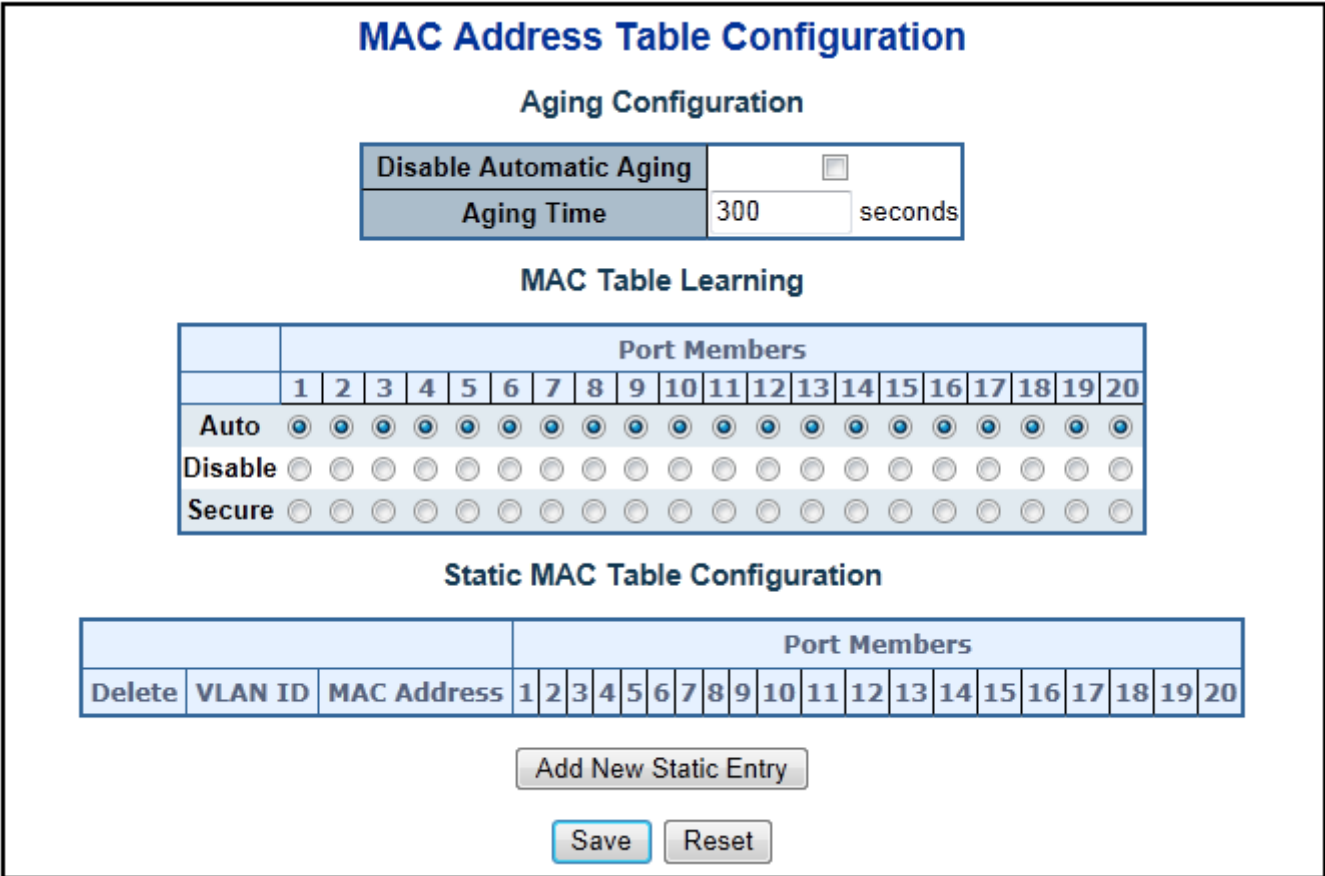 MAC Address Table Configuration
Aging Configuration
Disable Automatic Aging
Aging Time 300 seconds
MAC Table Learning
Port Members
1 2 3 4 5 6 7 8 9 10 11 12 13 14 15 16 17 18 19 20
Auto
Disable
Secure
Static MAC Table Configuration
Port Members
Delete VLAN ID MAC Address 1 2 3 4 5 6 7 8 9 10 11 12 13 14 15 16 17 18 19 20
Add New Static Entry
Save Reset